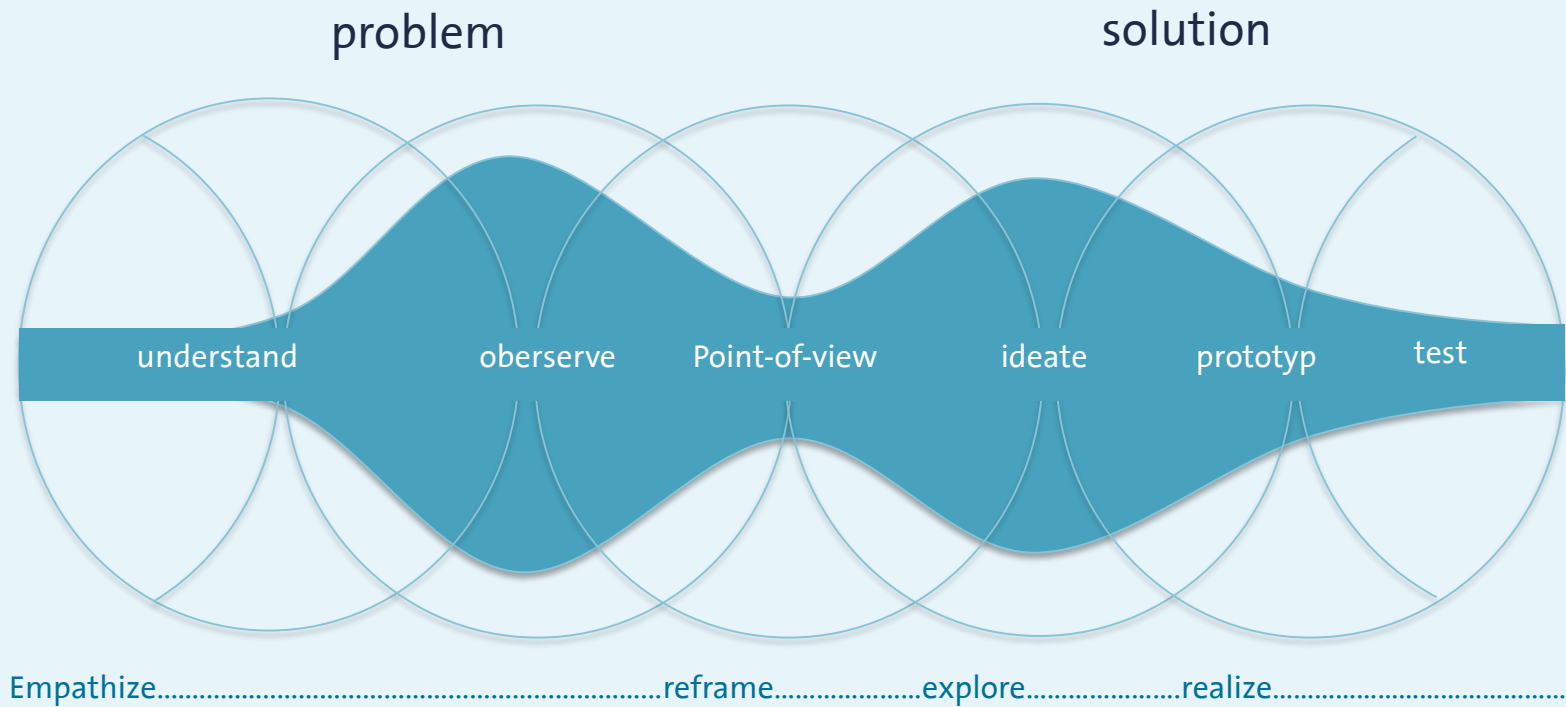 problem solution
understand oberserve Point-of-view ideate prototyp test
Empathize.................................................................reframe...................explore....................realize......................................